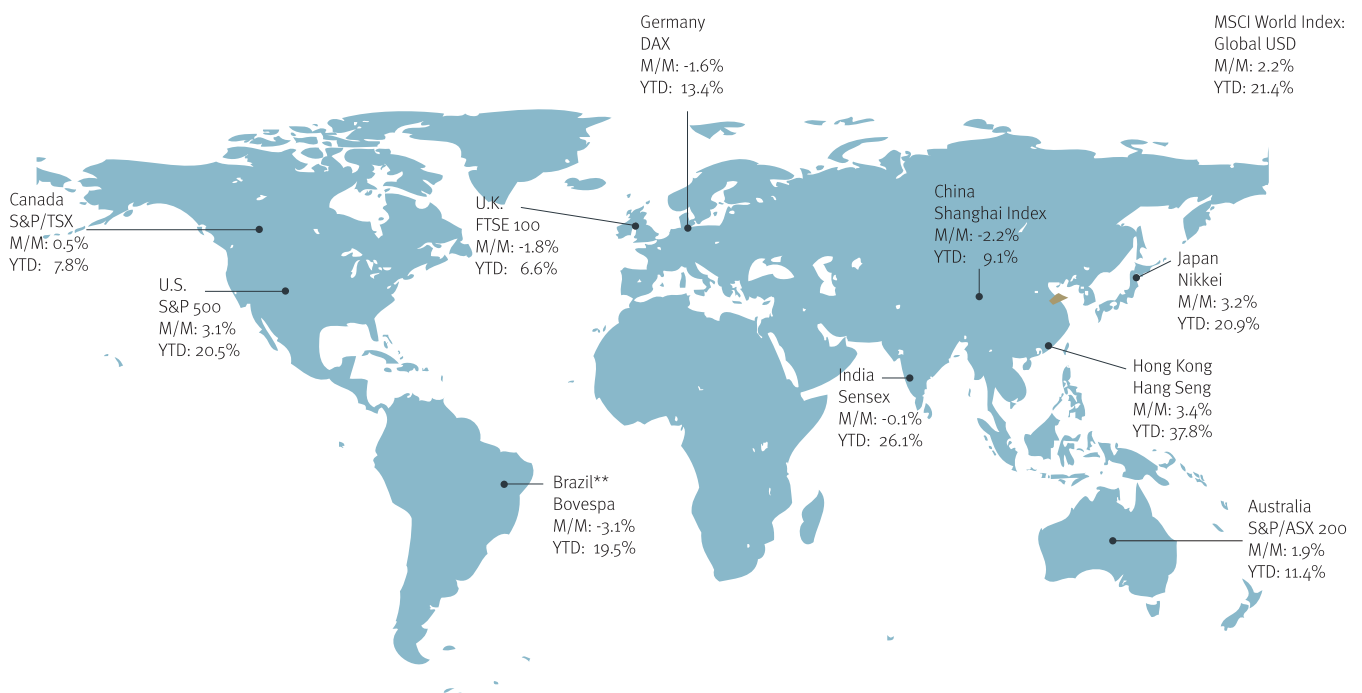 Germany
DAX
M/M: -1.6%
YTD: 13.4%
MSCI World Index:
Global USD
M/M: 2.2%
YTD: 21.4%
Canada
S&P/TSX
M/M: 0.5%
YTD: 7.8%
U.S.
S&P 500
M/M: 3.1%
YTD: 20.5%
U.K.
FTSE 100
M/M: -1.8%
YTD: 6.6%
China
Shanghai Index
M/M: -2.2%
YTD: 9.1%
Japan
Nikkei
M/M: 3.2%
YTD: 20.9%
Hong Kong
Hang Seng
M/M: 3.4%
YTD: 37.8%
India
Sensex
M/M: -0.1%
YTD: 26.1%
Brazil**
Bovespa
M/M: -3.1%
YTD: 19.5%
Australia
S&P/ASX 200
M/M: 1.9%
YTD: 11.4%